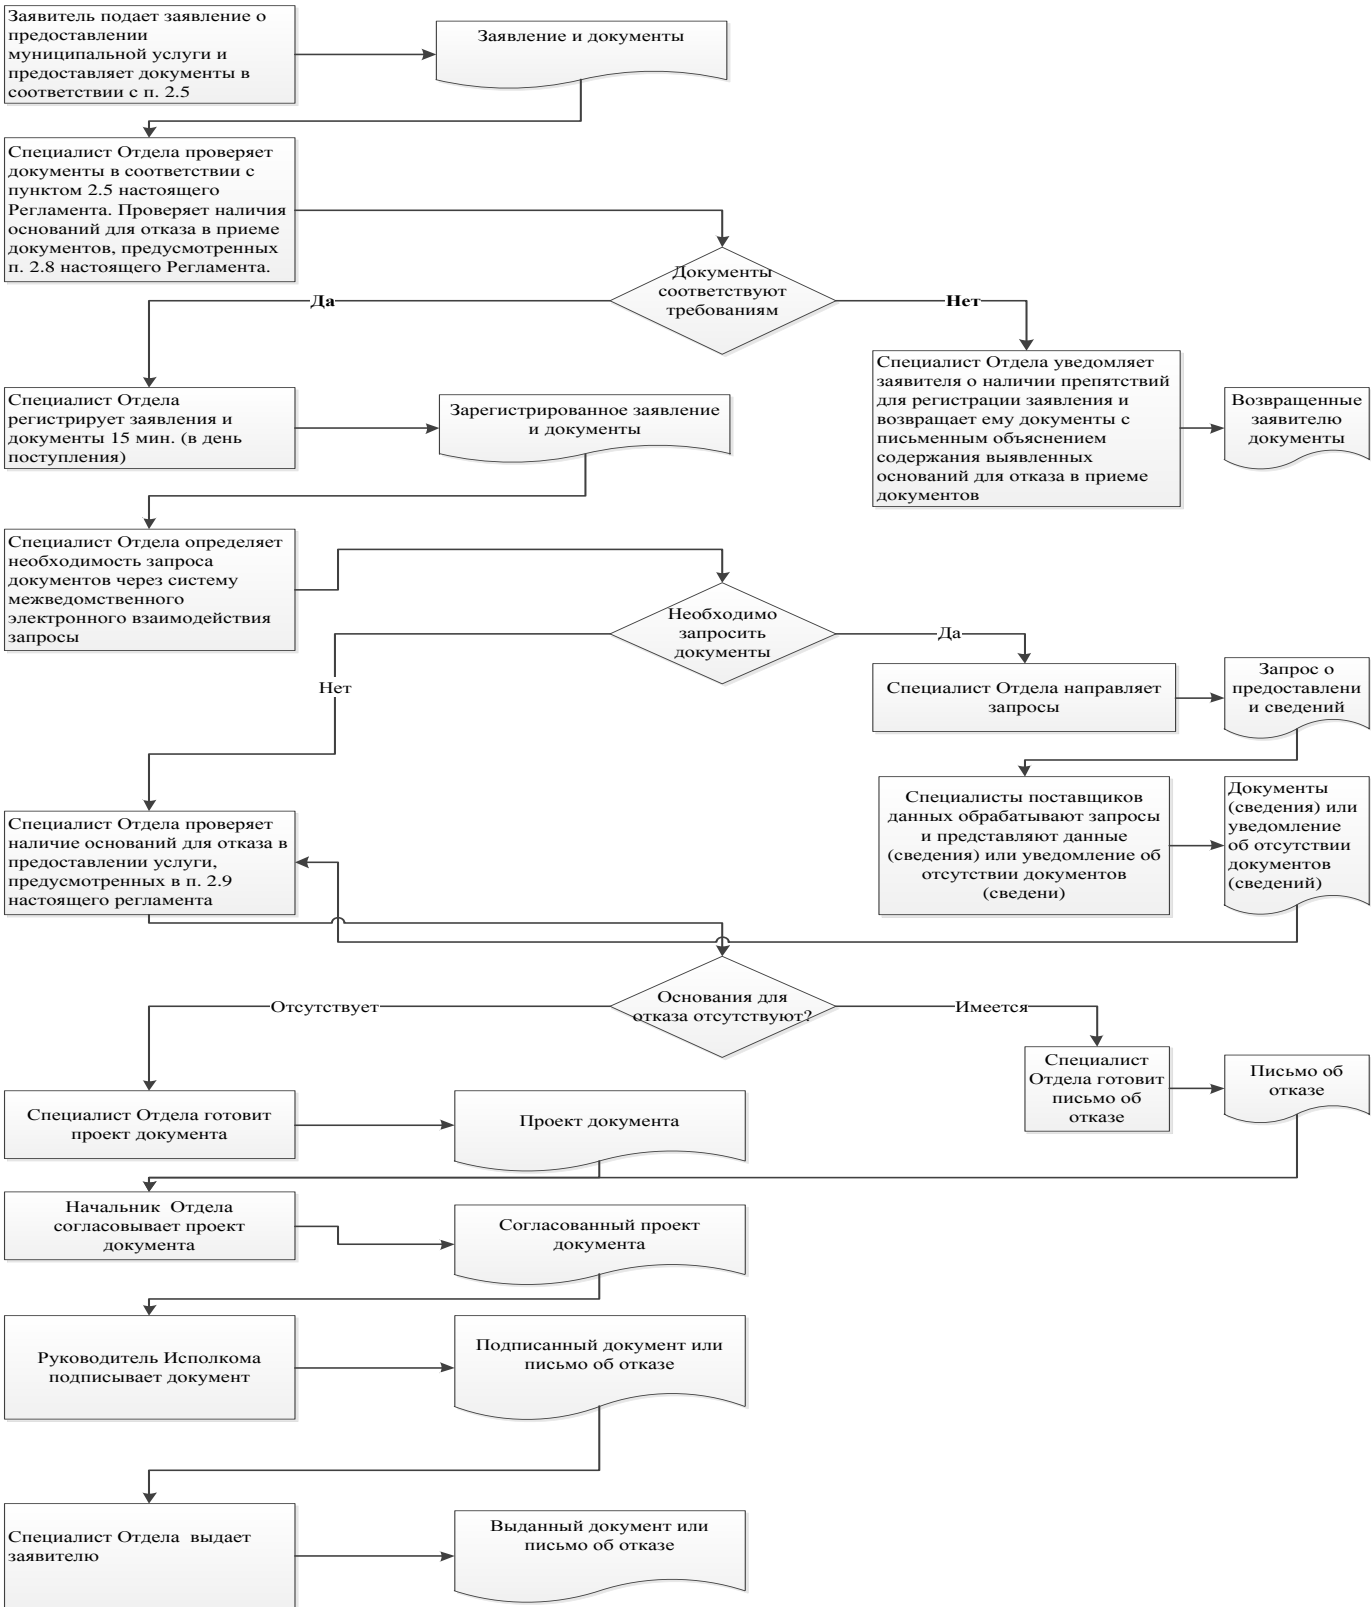 Заявитель подает заявление о
предоставлении
муниципальной услуги и
предоставляет документы в
соответствии с п. 2.5
Заявление и документы
Специалист Отдела проверяет
документы в соответствии с
пунктом 2.5 настоящего
Регламента. Проверяет наличия
оснований для отказа в приеме
документов, предусмотренных
п. 2.8 настоящего Регламента.
Документы
соответствуют
требованиям
Да
Нет
Специалист Отдела
регистрирует заявления и
документы 15 мин. (в день
поступления)
Зарегистрированное заявление
и документы
Специалист Отдела уведомляет
заявителя о наличии препятствий
для регистрации заявления и
возвращает ему документы с
письменным объяснением
содержания выявленных
оснований для отказа в приеме
документов
Возвращенные
заявителю
документы
Специалист Отдела определяет
необходимость запроса
документов через систему
межведомственного
электронного взаимодействия
запросы
Необходимо
запросить
документы
Да
Нет
Специалист Отдела направляет
запросы
Запрос о
предоставлени
и сведений
Специалисты поставщиков
данных обрабатывают запросы
и представляют данные
(сведения) или уведомление об
отсутствии документов
(сведени)
Документы
(сведения) или
уведомление
об отсутствии
документов
(сведений)
Специалист Отдела проверяет
наличие оснований для отказа в
предоставлении услуги,
предусмотренных в п. 2.9
настоящего регламента
Основания для
отказа отсутствуют?
Отсутствует
Имеется
Специалист
Отдела готовит
письмо об
отказе
Письмо об
отказе
Специалист Отдела готовит
проект документа
Проект документа
Начальник  Отдела
согласовывает проект
документа
Согласованный проект
документа
Руководитель Исполкома
подписывает документ
Подписанный документ или
письмо об отказе
Специалист Отдела  выдает
заявителю
Выданный документ или
письмо об отказе